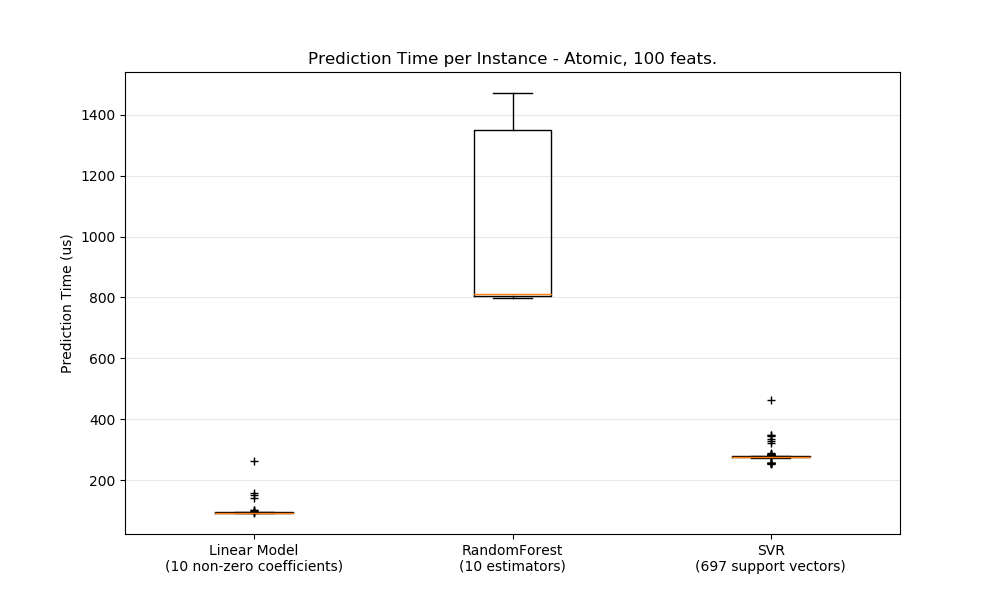 Prediction Time per Instance - Atomic, 100 feats.
Prediction Time (us)
1400
1200
1000
800
600
400
200
Linear Model
(10 non-zero coefficients)
RandomForest
(10 estimators)
SVR
(697 support vectors)